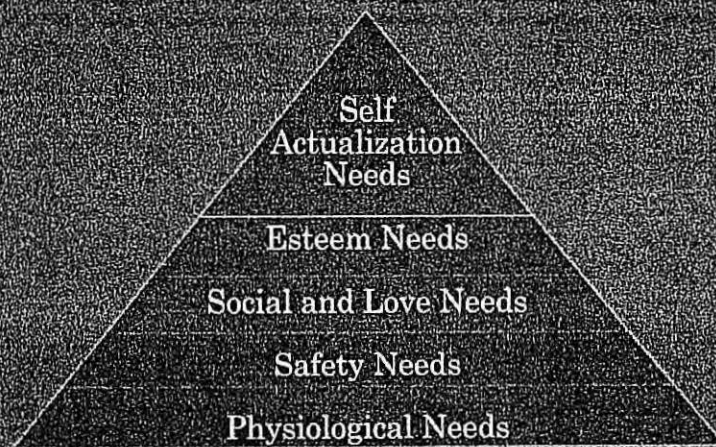 Self
Actualization
Needs
Esteem Needs
Social and Love Needs
Safety Needs
Physiological Needs